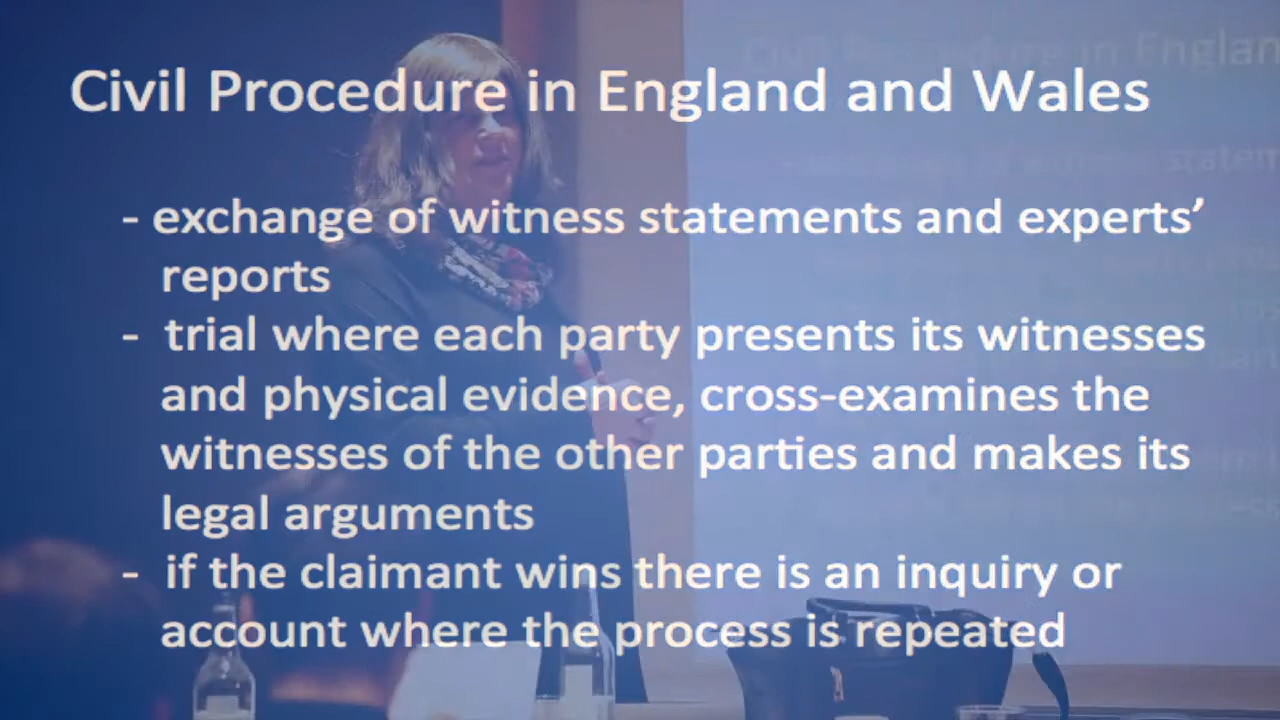 Civil Procedure in England and Wales
- exchange of witness statements and experts’
reports
- trial where each party presents its witnesses
and physical evidence, cross-examines the
witnesses of the other parties and makes its
legal arguments
- if the claimant wins there is an inquiry or
account where the process is repeated